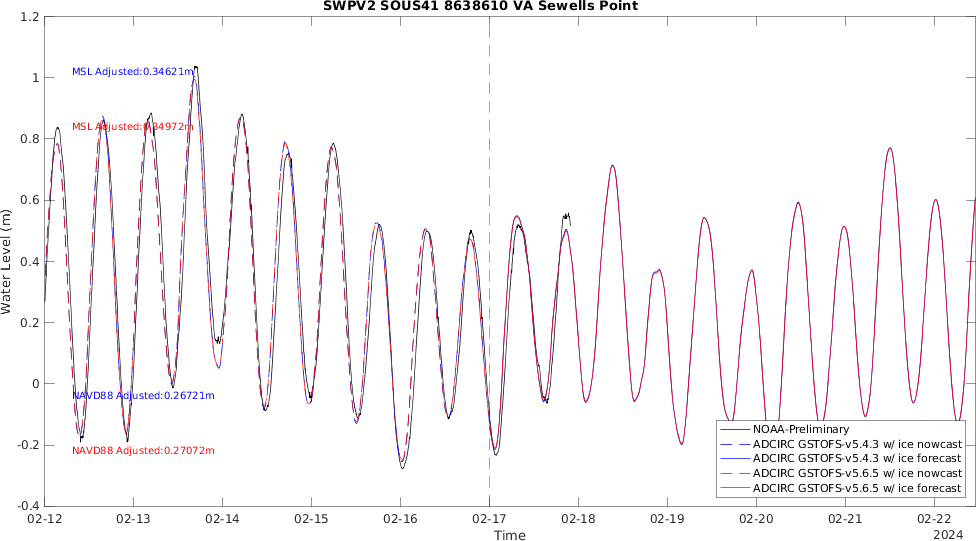 SWPV2 SOUS41 8638610 VA Sewells Point
1.2
1
0.8
0.6
0.4
0.2
0
-0.2
-0.4
Water Level (m)
MSL Adjusted:0.34621m
MSL Adjusted:0.34972m
NAVD88 Adjusted:0.26721m
NAVD88 Adjusted:0.27072m
NOAA-Preliminary
ADCIRC GSTOFS-v5.4.3 w/ ice nowcast
ADCIRC GSTOFS-v5.4.3 w/ ice forecast
ADCIRC GSTOFS-v5.6.5 w/ ice nowcast
ADCIRC GSTOFS-v5.6.5 w/ ice forecast
02-12 02-13 02-14 02-15 02-16 02-17 02-18 02-19 02-20 02-21 02-22
Time
2024